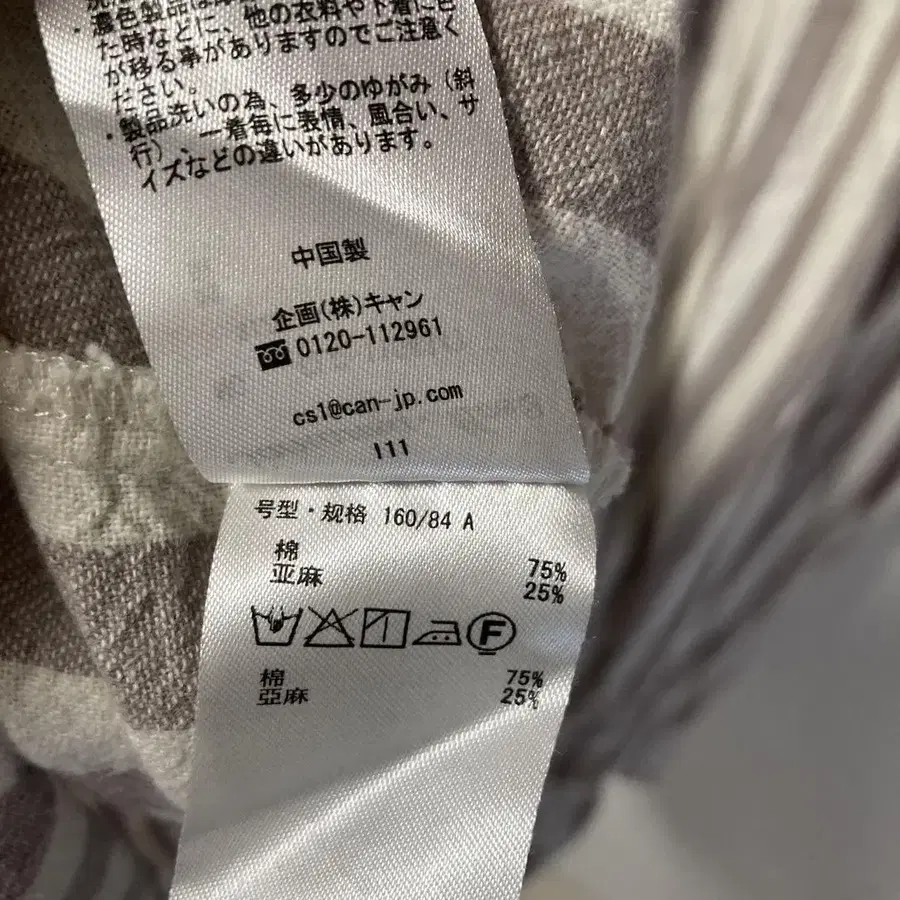 ・濃色製品は
た時などに、他の衣料や下着に色
が移る事がありますのでご注意く
ださい。
・製品洗いの為、多少のゆがみ（斜
行）、一着毎に表情、風合い、サ
イズなどの違いがあります。
中国製
企画(株)キャン
0120-112961
cs1@can-jp.com
I11
号型・规格 160/84 A
棉 75%
亚麻 25%
F
棉 75%
亞麻 25%